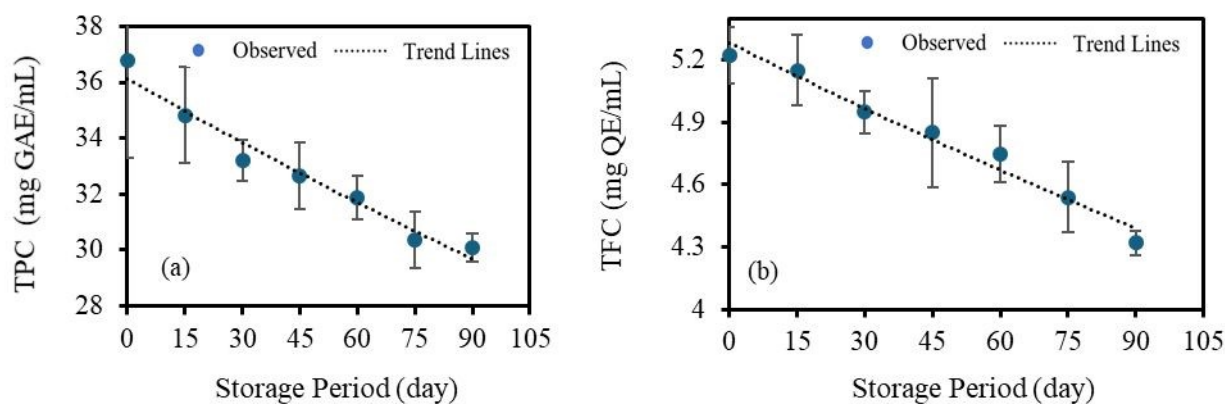 38
36
34
32
30
28
TPC (mg GAE/mL)
Observed
Trend Lines
(a)
0 15 30 45 60 75 90 105
Storage Period (day)
5.2
4.9
4.6
4.3
4
TFC (mg QE/mL)
Observed
Trend Lines
(b)
0 15 30 45 60 75 90 105
Storage Period (day)